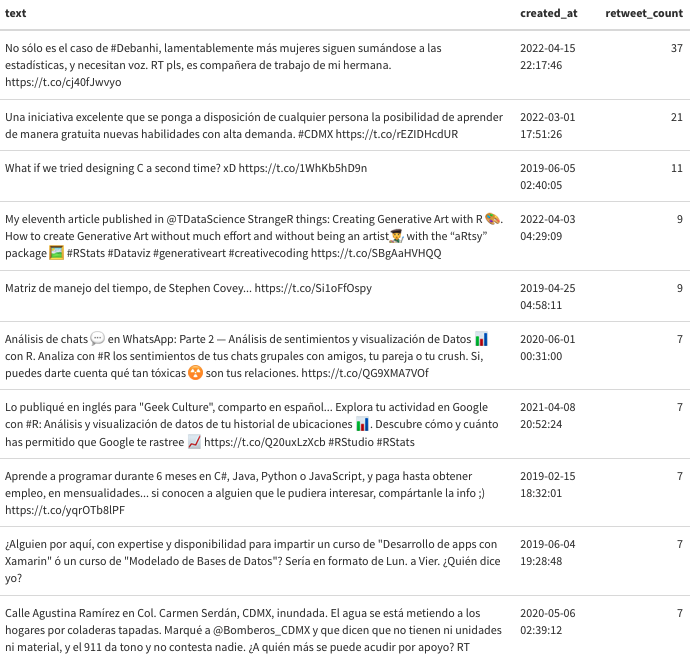 text created_at retweet_count
No sólo es el caso de #Debanhi, lamentablemente más mujeres siguen sumándose a las
estadísticas, y necesitan voz. RT pls, es compañera de trabajo de mi hermana.
https://t.co/cj40fJwvyo
2022-04-15
22:17:46
37
Una iniciativa excelente que se ponga a disposición de cualquier persona la posibilidad de aprender
de manera gratuita nuevas habilidades con alta demanda. #CDMX https://t.co/rEZIDHcdUR
2022-03-01
17:51:26
21
What if we tried designing C a second time? xD https://t.co/1WhKb5hD9n
2019-06-05
02:40:05
11
My eleventh article published in @TDataScience StrangeR things: Creating Generative Art with R 🎨.
How to create Generative Art without much effort and without being an artist👨‍🎨 with the “aRtsy”
package 🖼️ #RStats #Dataviz #generativeart #creativecoding https://t.co/SBgAaHVHQQ
2022-04-03
04:29:09
9
Matriz de manejo del tiempo, de Stephen Covey... https://t.co/Si1oFfOspy
2019-04-25
04:58:11
9
Análisis de chats 💬 en WhatsApp: Parte 2 — Análisis de sentimientos y visualización de Datos 📊
con R. Analiza con #R los sentimientos de tus chats grupales con amigos, tu pareja o tu crush. Si,
puedes darte cuenta qué tan tóxicas ☢️ son tus relaciones. https://t.co/QG9XMA7VOf
2020-06-01
00:31:00
7
Lo publiqué en inglés para "Geek Culture", comparto en español... Explora tu actividad en Google
con #R: Análisis y visualización de datos de tu historial de ubicaciones 📊. Descubre cómo y cuánto
has permitido que Google te rastree 📈 https://t.co/Q20uxLzXcb #RStudio #RStats
2021-04-08
20:52:24
7
Aprende a programar durante 6 meses en C#, Java, Python o JavaScript, y paga hasta obtener
empleo, en mensualidades... si conocen a alguien que le pudiera interesar, compártanle la info ;)
https://t.co/yqrOTb8lPF
2019-02-15
18:32:01
7
¿Alguien por aquí, con expertise y disponibilidad para impartir un curso de "Desarrollo de apps con
Xamarin" ó un curso de "Modelado de Bases de Datos"? Sería en formato de Lun. a Vier. ¿Quién dice
yo?
2019-06-04
19:28:48
7
Calle Agustina Ramírez en Col. Carmen Serdán, CDMX, inundada. El agua se está metiendo a los
hogares por coladeras tapadas. Marqué a @Bomberos_CDMX y que dicen que no tienen ni unidades
ni material, y el 911 da tono y no contesta nadie. ¿A quién más se puede acudir por apoyo? RT
2020-05-06
02:39:12
7